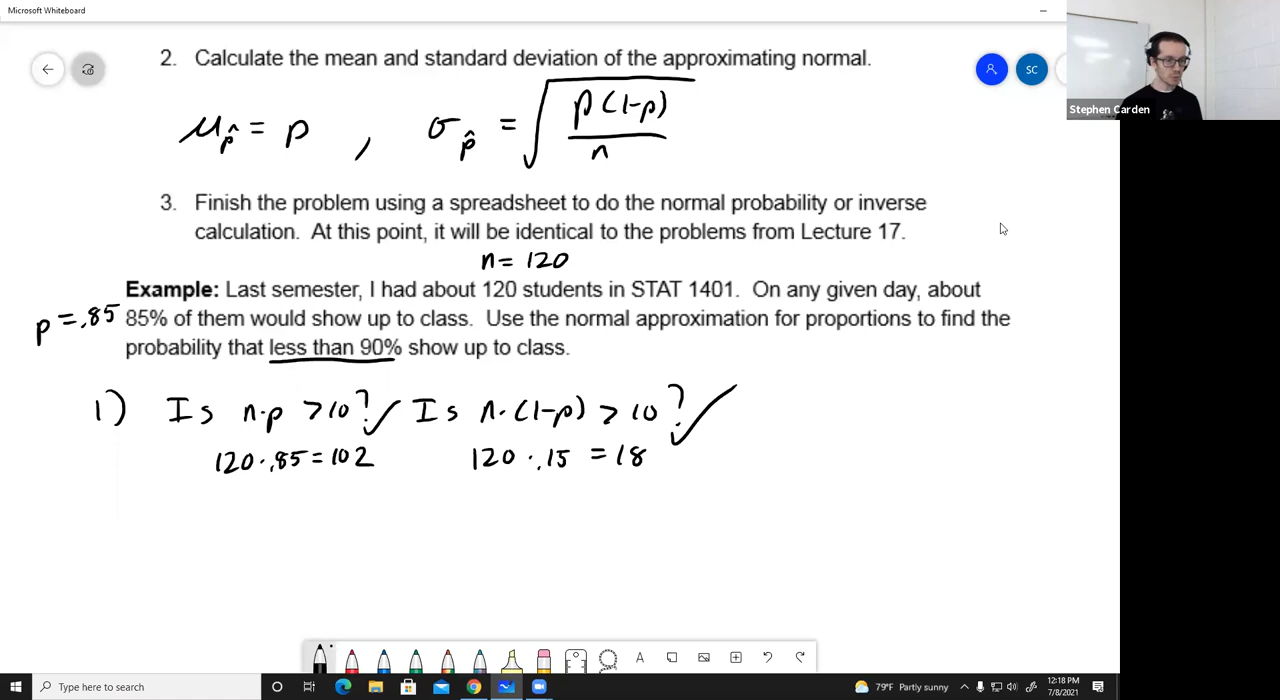 Microsoft Whiteboard
2. Calculate the mean and standard deviation of the approximating normal.
SC
Stephen Carden
μp̂ = p , σp̂ = √(p(1-p)/n)
3. Finish the problem using a spreadsheet to do the normal probability or inverse
calculation. At this point, it will be identical to the problems from Lecture 17.
n = 120
Example: Last semester, I had about 120 students in STAT 1401. On any given day, about
p = .85 85% of them would show up to class. Use the normal approximation for proportions to find the
probability that less than 90% show up to class.
1) Is n·p > 10? ✓ Is n·(1-p) > 10? ✓
120·.85 = 102 120·.15 = 18
A
Type here to search
79°F Partly sunny
12:18 PM
7/8/2021